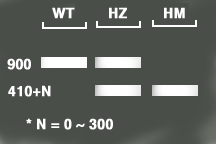 WT HZ HM
900
410+N
* N = 0 ~ 300